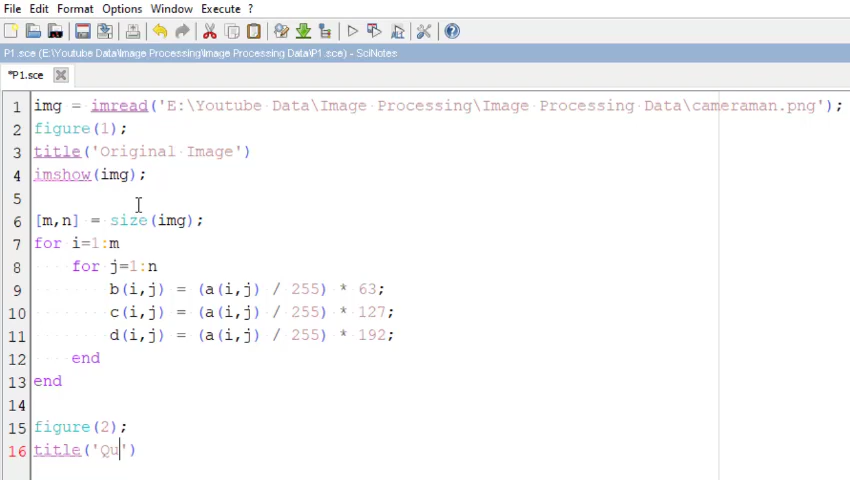 File Edit Format Options Window Execute ?
P1.sce (E:\Youtube Data\Image Processing\Image Processing Data\P1.sce) - SciNotes
*P1.sce
1 img = imread('E:\Youtube Data\Image Processing\Image Processing Data\cameraman.png');
2 figure(1);
3 title('Original Image')
4 imshow(img);
5
6 [m,n] = size(img);
7 for i=1:m
8 for j=1:n
9 b(i,j) = (a(i,j) / 255) * 63;
10 c(i,j) = (a(i,j) / 255) * 127;
11 d(i,j) = (a(i,j) / 255) * 192;
12 end
13 end
14
15 figure(2);
16 title('Qu')